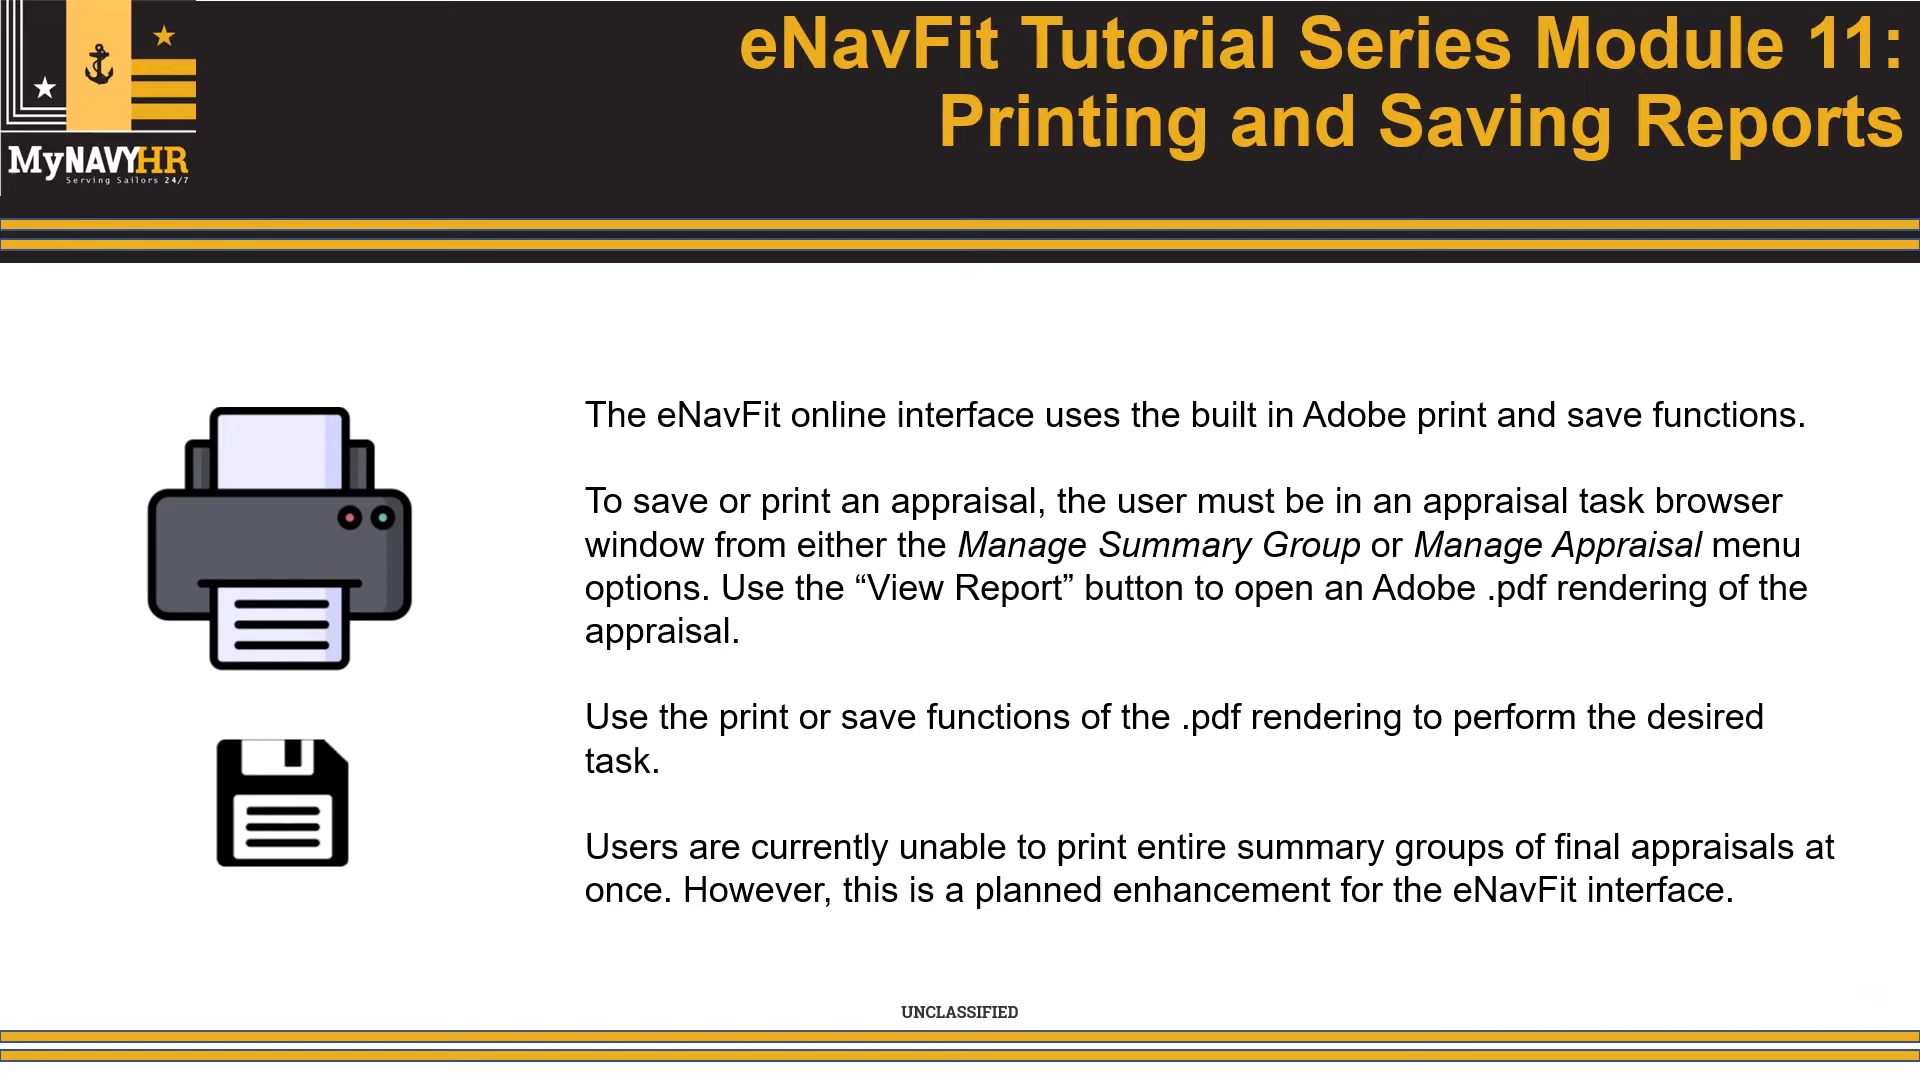 eNavFit Tutorial Series Module 11:
Printing and Saving Reports
MyNAVYHR
Serving Sailors 24/7
The eNavFit online interface uses the built in Adobe print and save functions.
To save or print an appraisal, the user must be in an appraisal task browser
window from either the Manage Summary Group or Manage Appraisal menu
options. Use the “View Report” button to open an Adobe .pdf rendering of the
appraisal.
Use the print or save functions of the .pdf rendering to perform the desired
task.
Users are currently unable to print entire summary groups of final appraisals at
once. However, this is a planned enhancement for the eNavFit interface.
UNCLASSIFIED